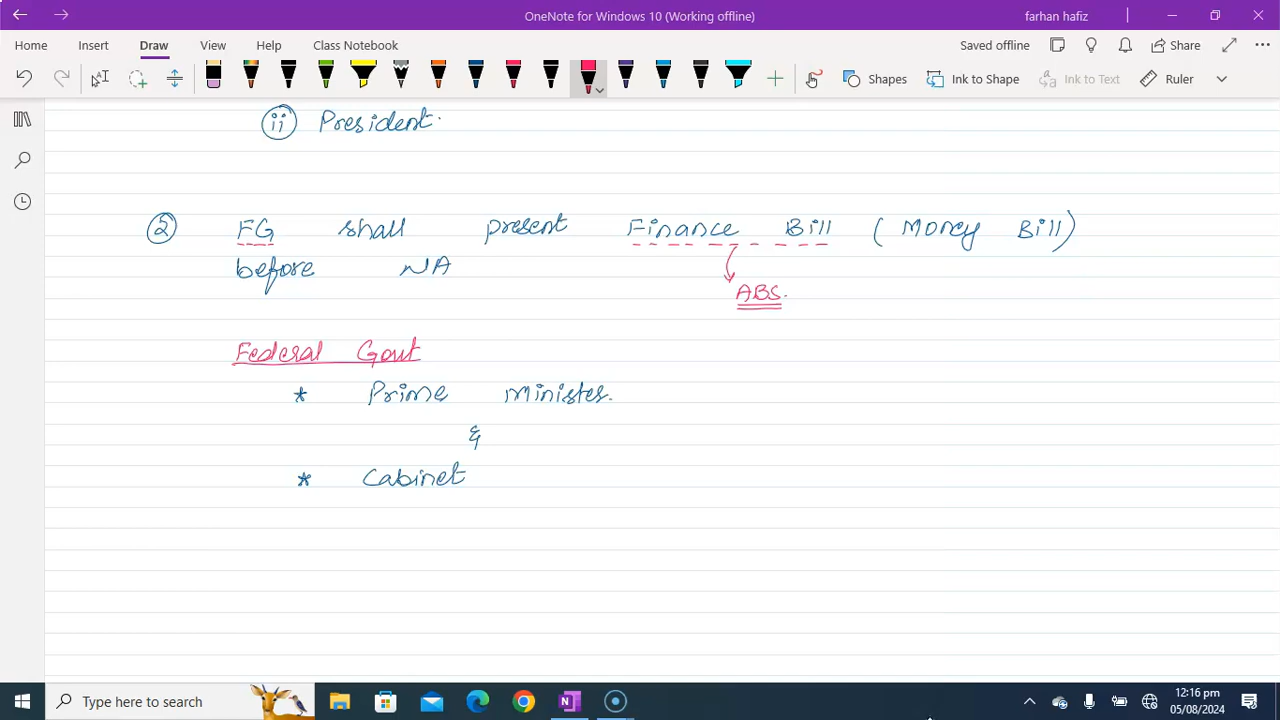 OneNote for Windows 10 (Working offline)
farhan hafiz
Home Insert Draw View Help Class Notebook
Saved offline
Share
Shapes
Ink to Shape
Ink to Text
Ruler
ii President.
2 FG shall present Finance Bill (Money Bill)
before NA
ABS.
Federal Govt
* Prime Minister.
&
* Cabinet
Type here to search
12:16 pm
05/08/2024